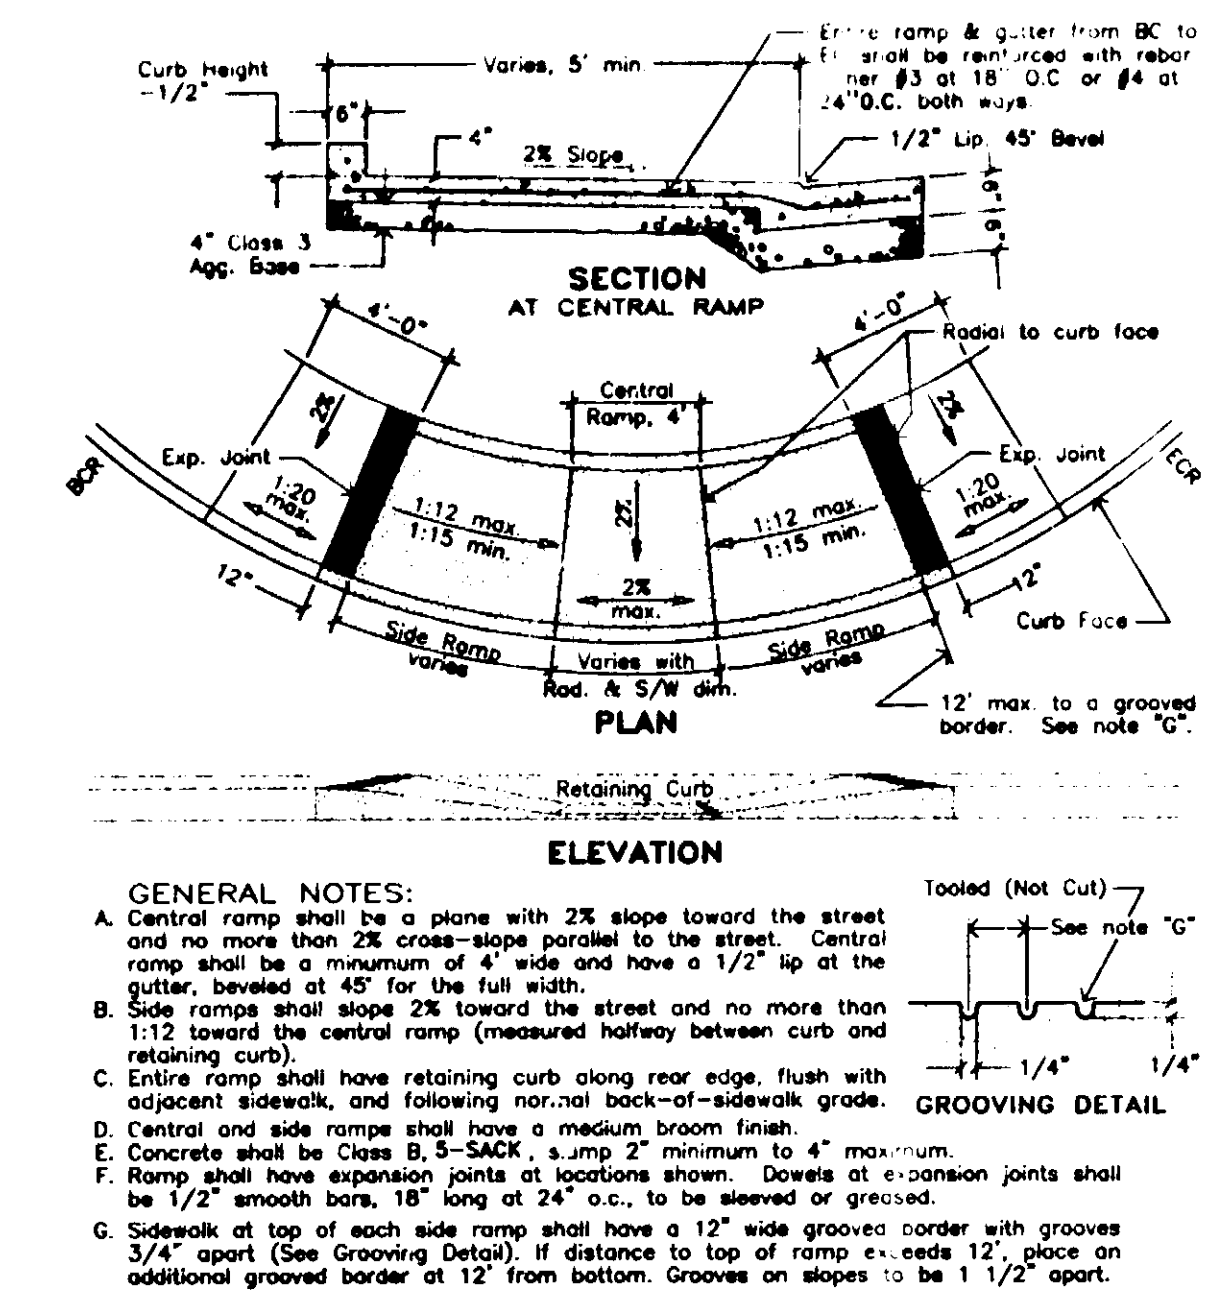 Entire ramp & gutter from BC to
EC shall be reinforced with rebar
#3 at 18" O.C or #4 at
24"O.C. both ways.
Curb Height
-1/2"
Varies, 5' min.
6"
4"
2% Slope
1/2" Lip, 45° Bevel
6"
6"
4" Class 3
Agg. Base
SECTION
AT CENTRAL RAMP
4'-0"
4'-0"
Radial to curb face
Central
Ramp, 4'
2%
2%
BCR
Exp. Joint
Exp. Joint
ECR
1:20
max.
1:12 max.
1:15 min.
2%
1:12 max.
1:15 min.
1:20
max.
2%
max.
12"
12"
Curb Face
Side Ramp
varies
Varies with
Rad. & S/W dim.
Side Ramp
varies
12' max. to a grooved
border. See note "G".
PLAN
Retaining Curb
ELEVATION
GENERAL NOTES:
A. Central ramp shall be a plane with 2% slope toward the street
and no more than 2% cross-slope parallel to the street. Central
ramp shall be a minumum of 4' wide and have a 1/2" lip at the
gutter, beveled at 45° for the full width.
B. Side ramps shall slope 2% toward the street and no more than
1:12 toward the central ramp (measured halfway between curb and
retaining curb).
C. Entire ramp shall have retaining curb along rear edge, flush with
adjacent sidewalk, and following normal back-of-sidewalk grade.
D. Central and side ramps shall have a medium broom finish.
E. Concrete shall be Class B, 5-SACK, slump 2" minimum to 4" maximum.
F. Ramp shall have expansion joints at locations shown. Dowels at expansion joints shall
be 1/2" smooth bars, 18" long at 24" o.c., to be sleeved or greased.
G. Sidewalk at top of each side ramp shall have a 12" wide grooved border with grooves
3/4" apart (See Grooving Detail). If distance to top of ramp exceeds 12', place an
additional grooved border at 12' from bottom. Grooves on slopes to be 1 1/2" apart.
Tooled (Not Cut)
See note "G"
1/4"
1/4"
GROOVING DETAIL